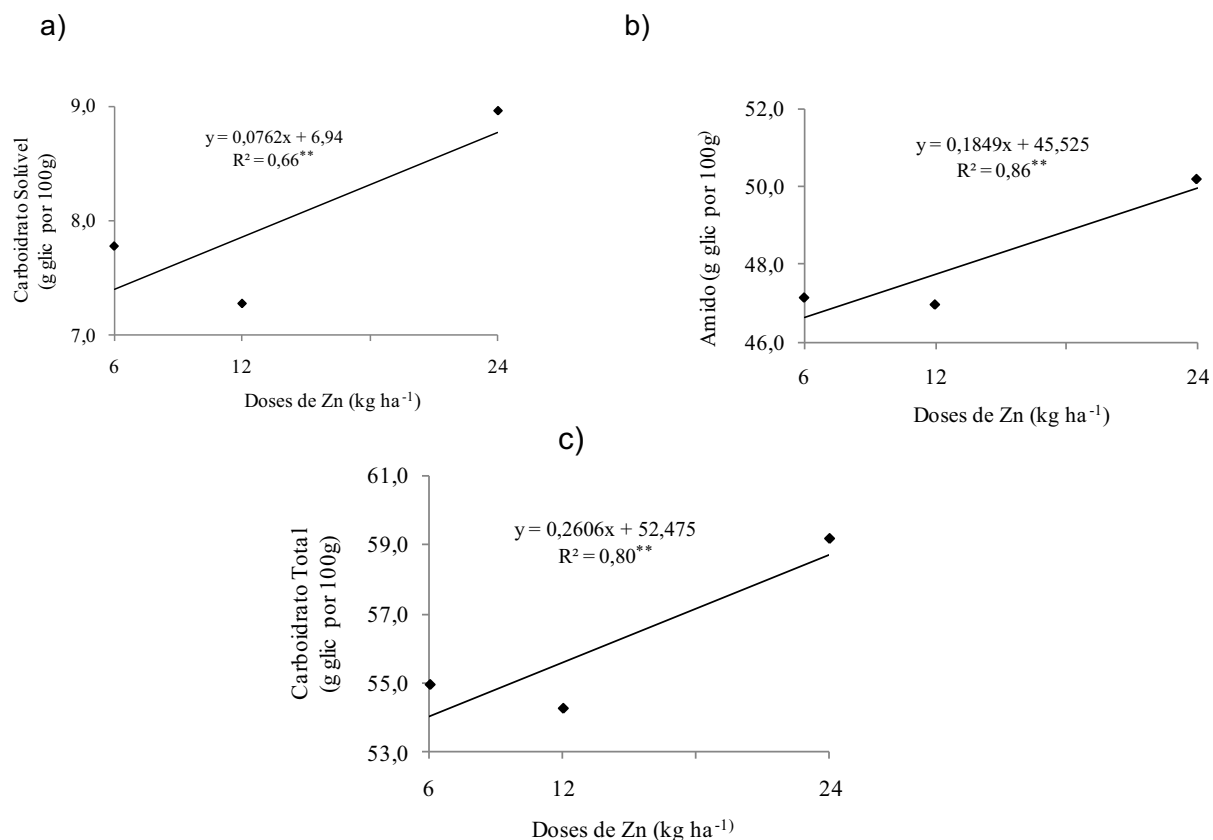 a)
Carboidrato Solúvel
(g glic por 100g)
9,0
8,0
7,0
y = 0,0762x + 6,94
R² = 0,66**
6
12
24
Doses de Zn (kg ha⁻¹)
b)
Amido (g glic por 100g)
52,0
50,0
48,0
46,0
y = 0,1849x + 45,525
R² = 0,86**
6
12
24
Doses de Zn (kg ha⁻¹)
c)
Carboidrato Total
(g glic por 100g)
61,0
59,0
57,0
55,0
53,0
y = 0,2606x + 52,475
R² = 0,80**
6
12
24
Doses de Zn (kg ha⁻¹)